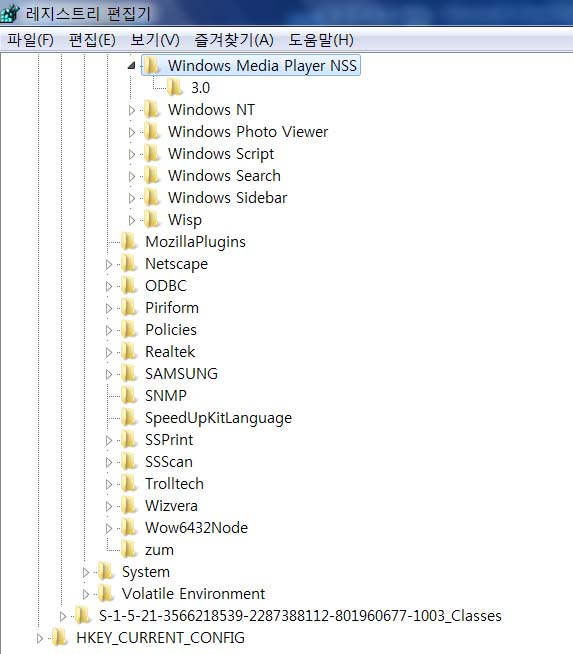 레지스트리 편집기
파일(F) 편집(E) 보기(V) 즐겨찾기(A) 도움말(H)
Windows Media Player NSS
3.0
Windows NT
Windows Photo Viewer
Windows Script
Windows Search
Windows Sidebar
Wisp
MozillaPlugins
Netscape
ODBC
Piriform
Policies
Realtek
SAMSUNG
SNMP
SpeedUpKitLanguage
SSPrint
SSScan
Trolltech
Wizvera
Wow6432Node
zum
System
Volatile Environment
S-1-5-21-3566218539-2287388112-801960677-1003_Classes
HKEY_CURRENT_CONFIG